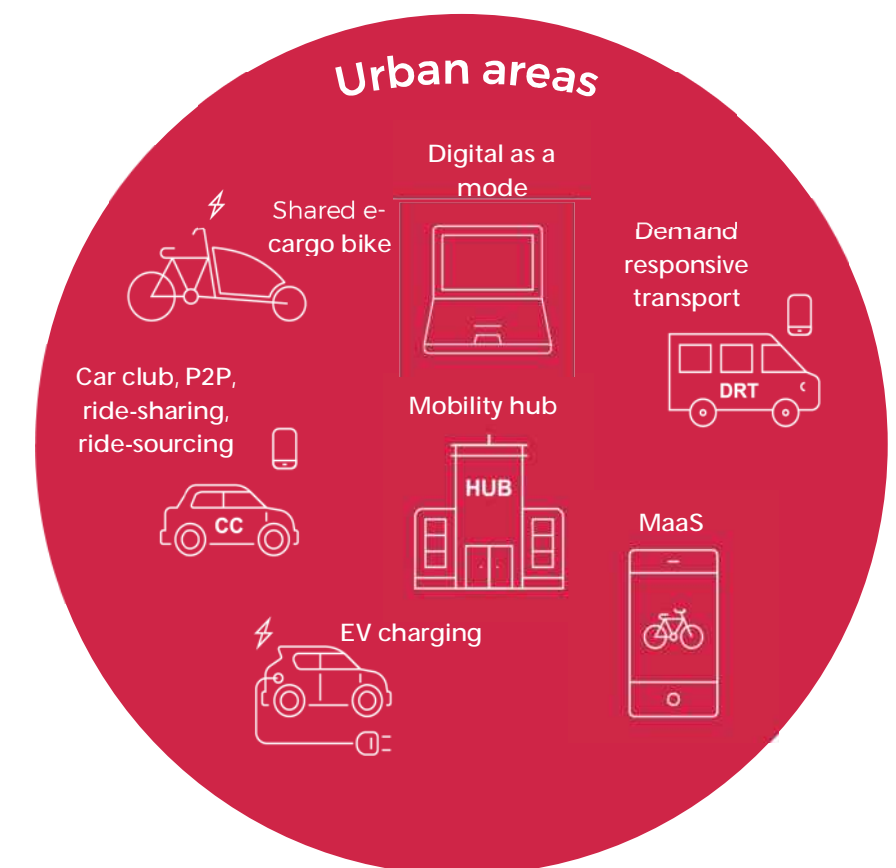 Urban areas
Digital as a
mode
Shared e-
cargo bike
Demand
responsive
transport
DRT
Car club, P2P,
ride-sharing,
ride-sourcing
CC
Mobility hub
HUB
MaaS
EV charging